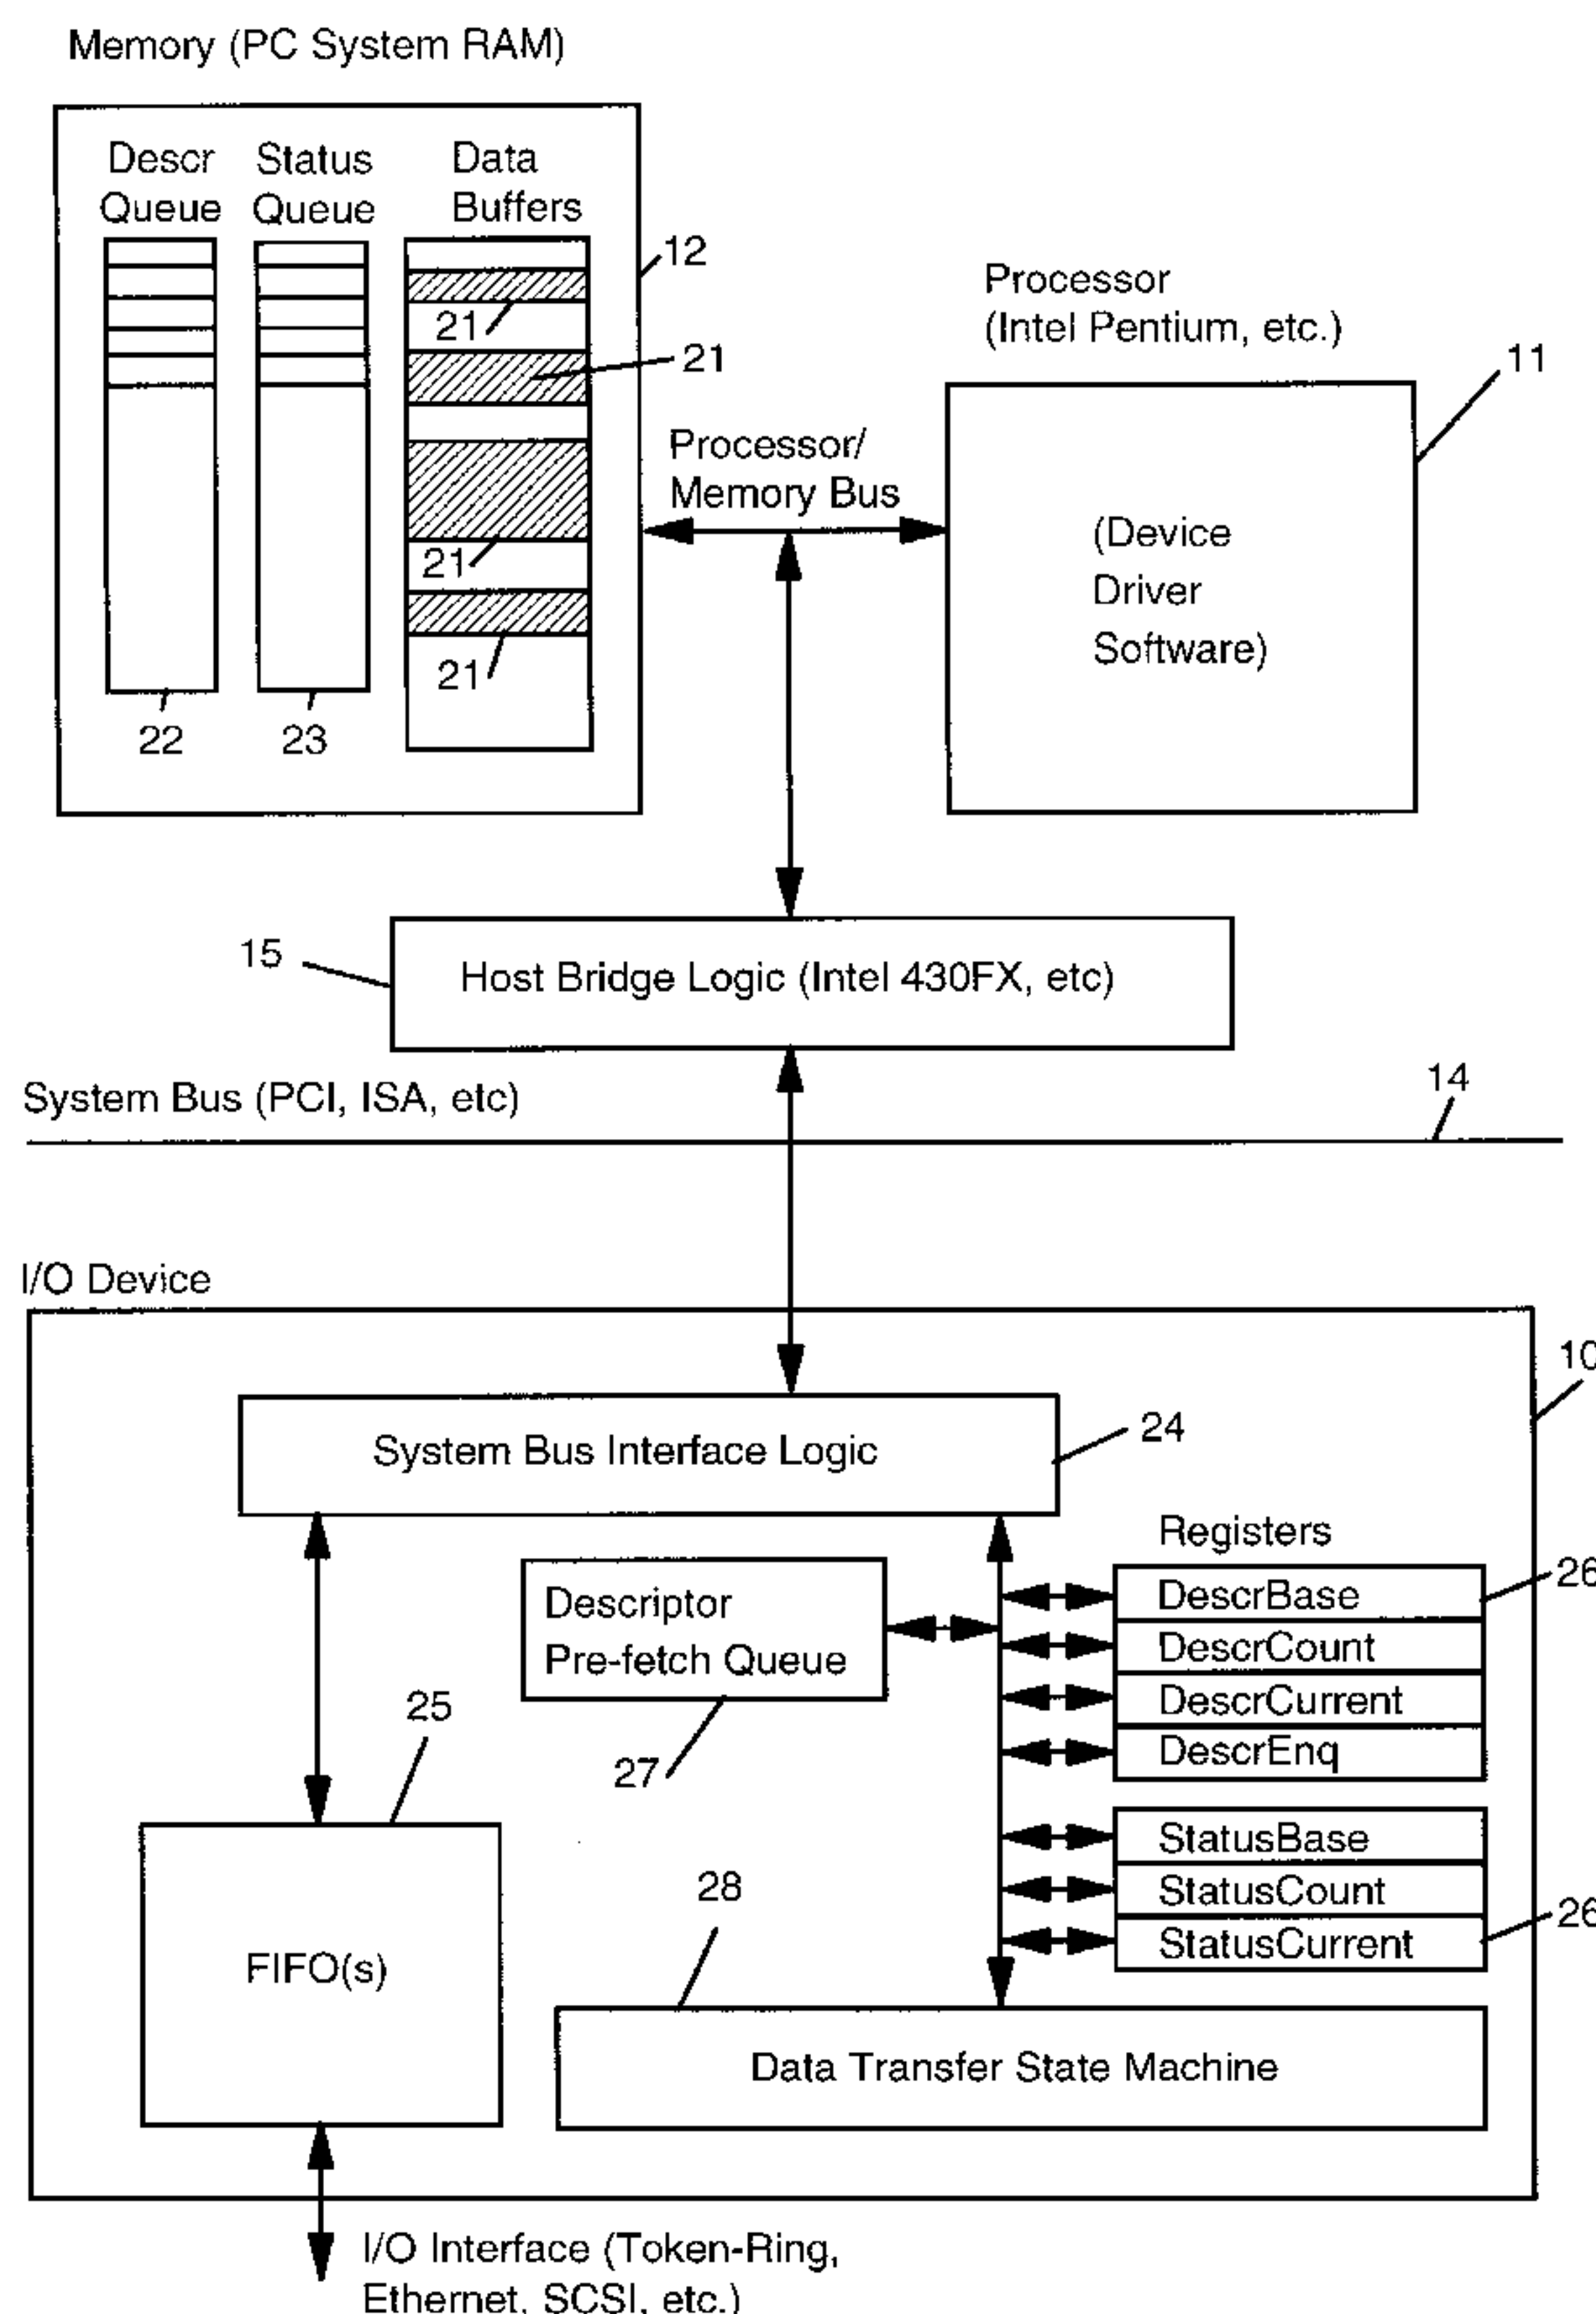 Memory (PC System RAM)
Descr Queue
Status Queue
Data Buffers
12
21
21
21
21
22
23
Processor
(Intel Pentium, etc.)
11
Processor/
Memory Bus
(Device
Driver
Software)
15
Host Bridge Logic (Intel 430FX, etc)
System Bus (PCI, ISA, etc)
14
I/O Device
10
System Bus Interface Logic
24
Registers
26
DescrBase
DescrCount
DescrCurrent
DescrEnq
Descriptor
Pre-fetch Queue
27
25
StatusBase
StatusCount
StatusCurrent
26
28
FIFO(s)
Data Transfer State Machine
I/O Interface (Token-Ring,
Ethernet, SCSI, etc.)